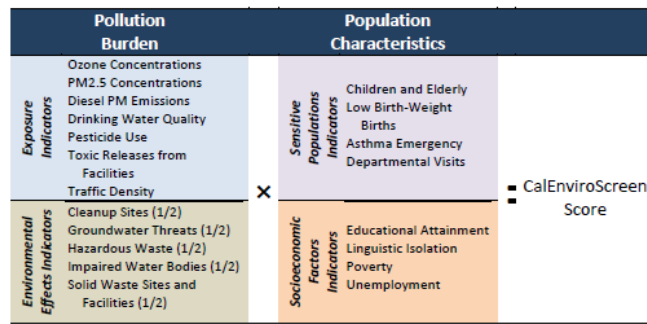 Pollution
Burden
Population
Characteristics
Exposure
Indicators
Ozone Concentrations
PM2.5 Concentrations
Diesel PM Emissions
Drinking Water Quality
Pesticide Use
Toxic Releases from
Facilities
Traffic Density
Environmental
Effects Indicators
Cleanup Sites (1/2)
Groundwater Threats (1/2)
Hazardous Waste (1/2)
Impaired Water Bodies (1/2)
Solid Waste Sites and
Facilities (1/2)
×
Sensitive
Populations
Indicators
Children and Elderly
Low Birth-Weight
Births
Asthma Emergency
Departmental Visits
Socioeconomic
Factors
Indicators
Educational Attainment
Linguistic Isolation
Poverty
Unemployment
=
CalEnviroScreen
Score